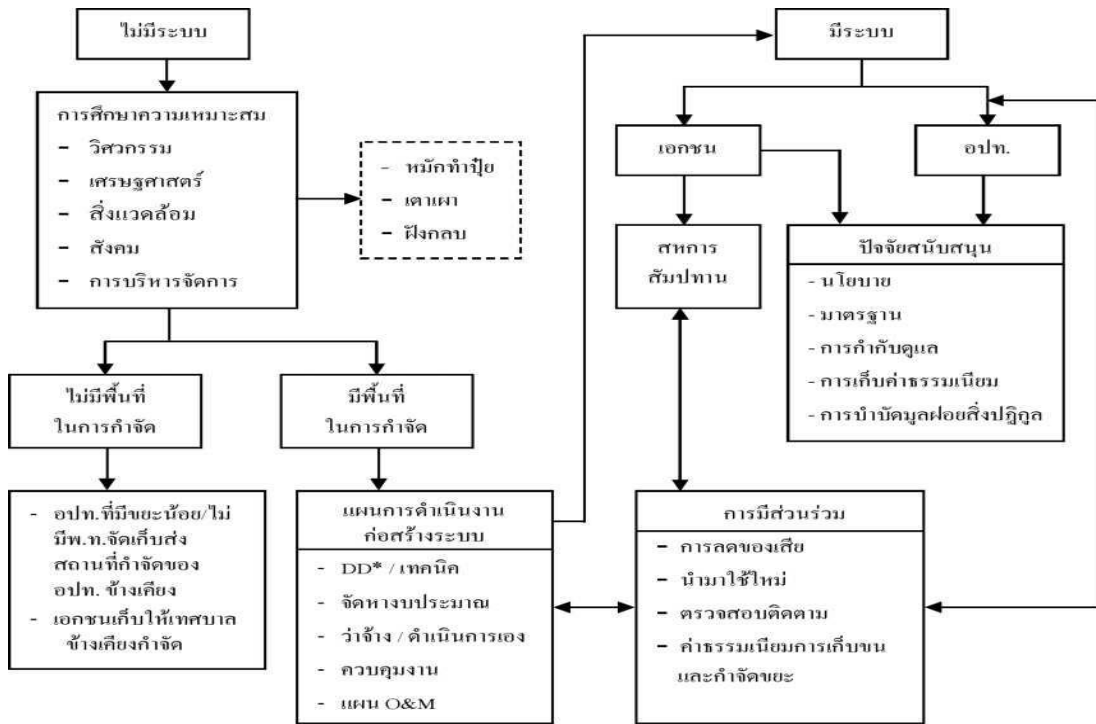 ไม่มีระบบ
การศึกษาความเหมาะสม
- วิศวกรรม
- เศรษฐศาสตร์
- สิ่งแวดล้อม
- สังคม
- การบริหารจัดการ
- หมักทำปุ๋ย
- เตาเผา
- ฝังกลบ
ไม่มีพื้นที่
ในการกำจัด
มีพื้นที่
ในการกำจัด
- อปท.ที่มีขยะน้อย/ไม่
มีพ.ท.จัดเก็บส่ง
สถานที่กำจัดของ
อปท. ข้างเคียง
- เอกชนเก็บให้เทศบาล
ข้างเคียงกำจัด
แผนการดำเนินงาน
ก่อสร้างระบบ
- DD* / เทคนิค
- จัดหางบประมาณ
- ว่าจ้าง / ดำเนินการเอง
- ควบคุมงาน
- แผน O&M
มีระบบ
เอกชน
อปท.
สหการ
สัมปทาน
ปัจจัยสนับสนุน
- นโยบาย
- มาตรฐาน
- การกำกับดูแล
- การเก็บค่าธรรมเนียม
- การบำบัดมูลฝอยสิ่งปฏิกูล
การมีส่วนร่วม
- การลดของเสีย
- นำมาใช้ใหม่
- ตรวจสอบติดตาม
- ค่าธรรมเนียมการเก็บขน
และกำจัดขยะ